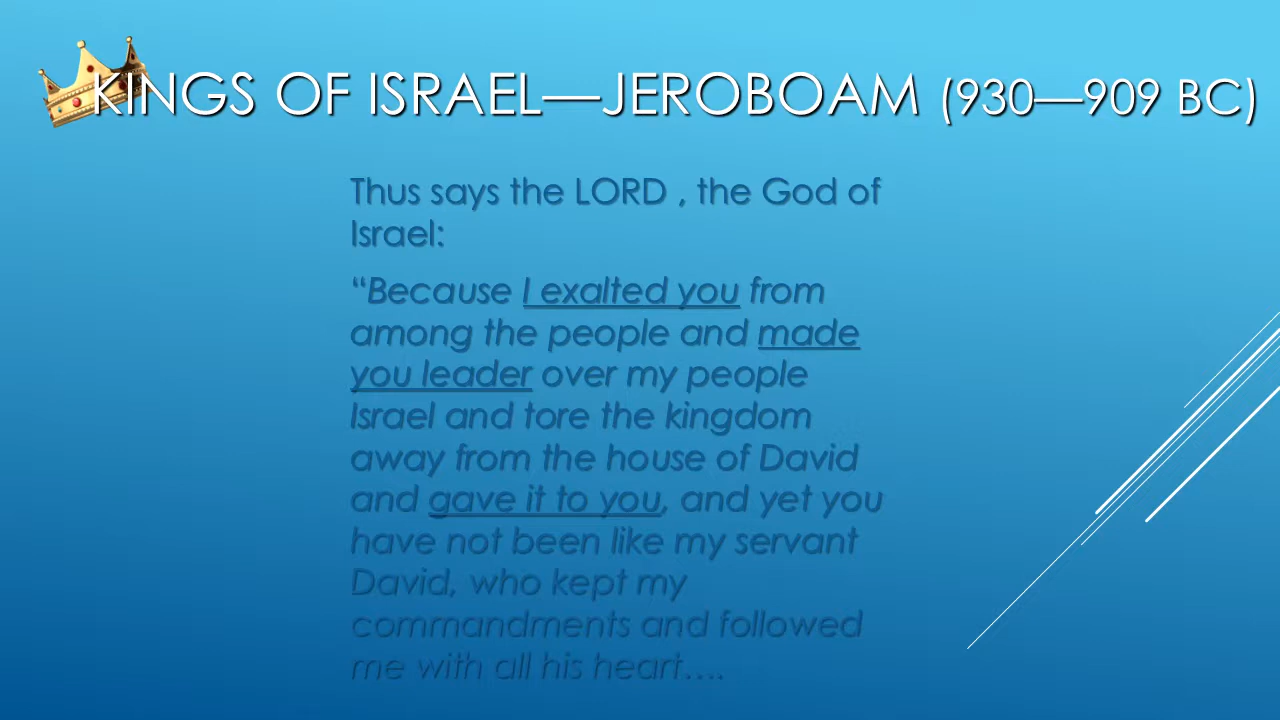 KINGS OF ISRAEL—JEROBOAM (930—909 BC)
Thus says the LORD , the God of
Israel:
“Because I exalted you from
among the people and made
you leader over my people
Israel and tore the kingdom
away from the house of David
and gave it to you, and yet you
have not been like my servant
David, who kept my
commandments and followed
me with all his heart….